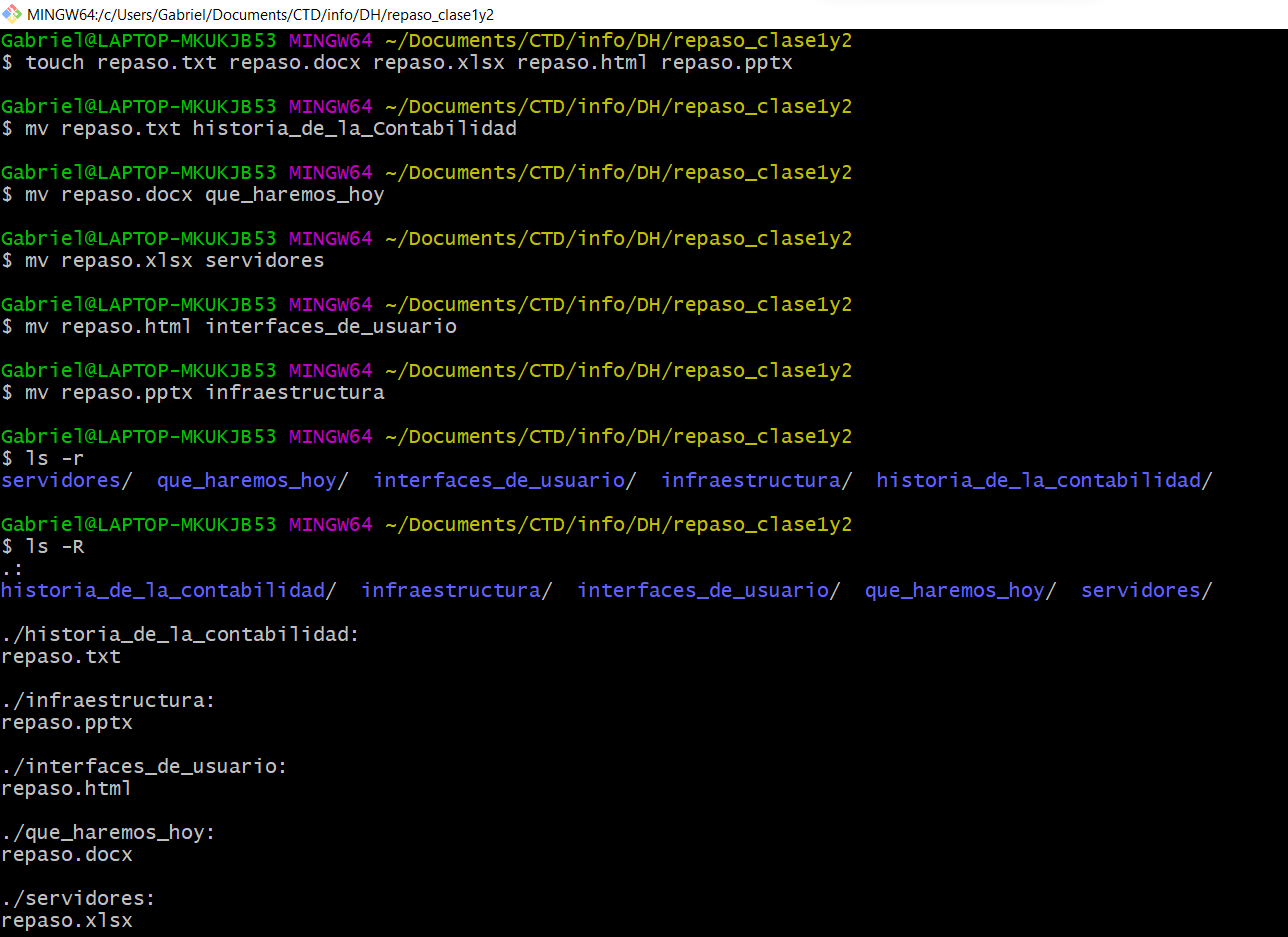 MINGW64:/c/Users/Gabriel/Documents/CTD/info/DH/repaso_clase1y2
Gabriel@LAPTOP-MKUKJB53 MINGW64 ~/Documents/CTD/info/DH/repaso_clase1y2
$ touch repaso.txt repaso.docx repaso.xlsx repaso.html repaso.pptx
Gabriel@LAPTOP-MKUKJB53 MINGW64 ~/Documents/CTD/info/DH/repaso_clase1y2
$ mv repaso.txt historia_de_la_Contabilidad
Gabriel@LAPTOP-MKUKJB53 MINGW64 ~/Documents/CTD/info/DH/repaso_clase1y2
$ mv repaso.docx que_haremos_hoy
Gabriel@LAPTOP-MKUKJB53 MINGW64 ~/Documents/CTD/info/DH/repaso_clase1y2
$ mv repaso.xlsx servidores
Gabriel@LAPTOP-MKUKJB53 MINGW64 ~/Documents/CTD/info/DH/repaso_clase1y2
$ mv repaso.html interfaces_de_usuario
Gabriel@LAPTOP-MKUKJB53 MINGW64 ~/Documents/CTD/info/DH/repaso_clase1y2
$ mv repaso.pptx infraestructura
Gabriel@LAPTOP-MKUKJB53 MINGW64 ~/Documents/CTD/info/DH/repaso_clase1y2
$ ls -r
servidores/  que_haremos_hoy/  interfaces_de_usuario/  infraestructura/  historia_de_la_contabilidad/
Gabriel@LAPTOP-MKUKJB53 MINGW64 ~/Documents/CTD/info/DH/repaso_clase1y2
$ ls -R
.:
historia_de_la_contabilidad/  infraestructura/  interfaces_de_usuario/  que_haremos_hoy/  servidores/
./historia_de_la_contabilidad:
repaso.txt
./infraestructura:
repaso.pptx
./interfaces_de_usuario:
repaso.html
./que_haremos_hoy:
repaso.docx
./servidores:
repaso.xlsx